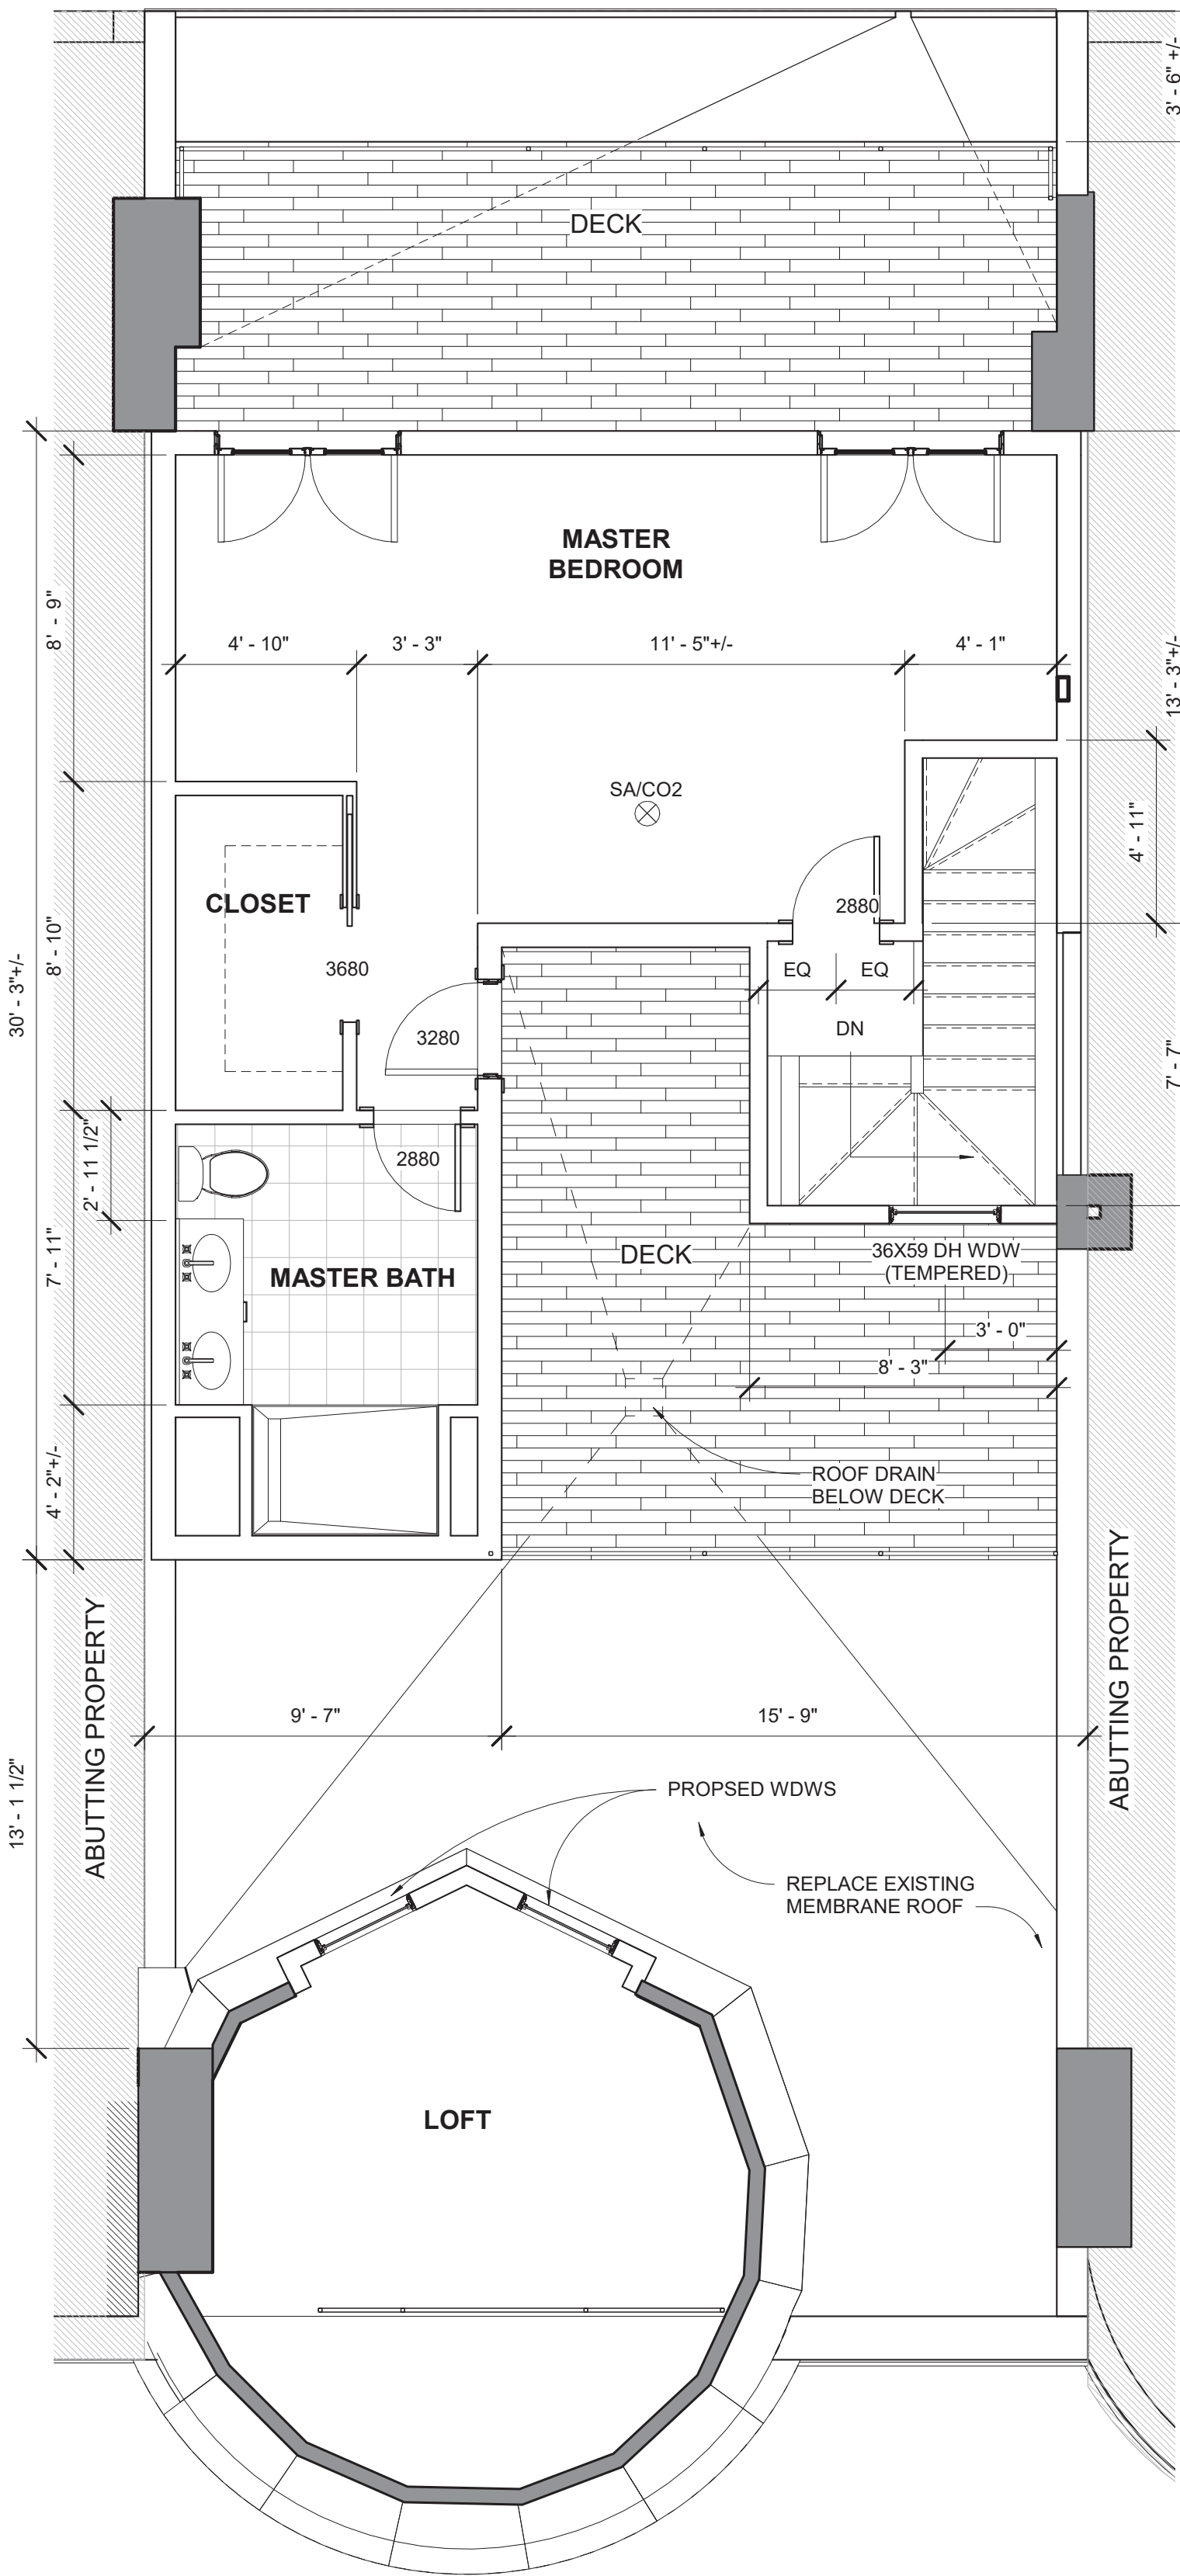 3' - 6" +/-
DECK
MASTER
BEDROOM
8' - 9"
4' - 10"
3' - 3"
11' - 5"+/-
4' - 1"
13' - 3"+/-
SA/CO2
4' - 11"
CLOSET
2880
8' - 10"
3680
EQ
EQ
30' - 3"+/-
3280
DN
7' - 7"
2' - 11 1/2"
2880
7' - 11"
DECK
36X59 DH WDW
(TEMPERED)
MASTER BATH
3' - 0"
8' - 3"
4' - 2"+/-
ROOF DRAIN
BELOW DECK
ABUTTING PROPERTY
ABUTTING PROPERTY
9' - 7"
15' - 9"
13' - 1 1/2"
PROPSED WDWS
REPLACE EXISTING
MEMBRANE ROOF
LOFT